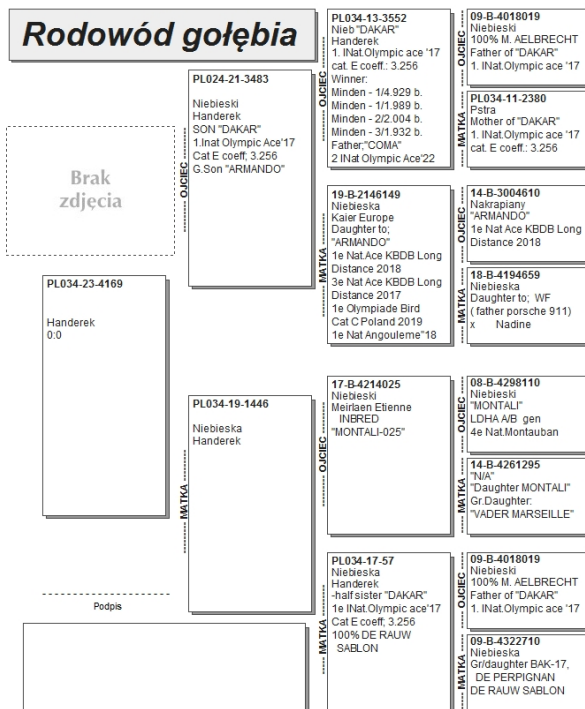 Rodowód gołębia
Brak
zdjęcia
PL034-23-4169
Handerek
0:0
Podpis
OJCIEC
PL024-21-3483
Niebieski
Handerek
SON "DAKAR"
1.Inat Olympic Ace'17
Cat E coeff; 3.256
G.Son "ARMANDO"
MATKA
PL034-19-1446
Niebieska
Handerek
OJCIEC
PL034-13-3552
Nieb "DAKAR"
Handerek
1. INat.Olympic ace '17
cat. E coeff.: 3.256
Winner:
Minden - 1/4.929 b.
Minden - 1/1.989 b.
Minden - 2/2.004 b.
Minden - 3/1.932 b.
Father;"COMA"
2 INat Olympic Ace'22
MATKA
19-B-2146149
Niebieska
Kaier Europe
Daughter to;
"ARMANDO"
1e Nat.Ace KBDB Long
Distance 2018
3e Nat Ace KBDB Long
Distance 2017
1e Olympiade Bird
Cat C Poland 2019
1e Nat Angouleme"18
OJCIEC
17-B-4214025
Niebieski
Meirlaen Etienne
INBRED
"MONTALI-025"
MATKA
PL034-17-57
Niebieska
Handerek
-half sister "DAKAR"
1e INat.Olympic ace'17
Cat E coeff; 3.256
100% DE RAUW
SABLON
OJCIEC
09-B-4018019
Niebieski
100% M. AELBRECHT
Father of "DAKAR"
1. INat.Olympic ace '17
MATKA
PL034-11-2380
Pstra
Mother of "DAKAR"
1. INat.Olympic ace '17
cat. E coeff.: 3.256
OJCIEC
14-B-3004610
Nakrapiany
"ARMANDO"
1e Nat Ace KBDB Long
Distance 2018
MATKA
18-B-4194659
Niebieska
Daughter to; WF
( father porsche 911)
x Nadine
OJCIEC
08-B-4298110
Niebieski
"MONTALI"
LDHA A/B gen
4e Nat.Montauban
MATKA
14-B-4261295
"N/A"
"Daughter MONTALI"
Gr.Daughter:
"VADER MARSEILLE"
OJCIEC
09-B-4018019
Niebieski
100% M. AELBRECHT
Father of "DAKAR"
1. INat.Olympic ace '17
MATKA
09-B-4322710
Niebieska
Gr/daughter BAK-17,
DE PERPIGNAN
DE RAUW SABLON